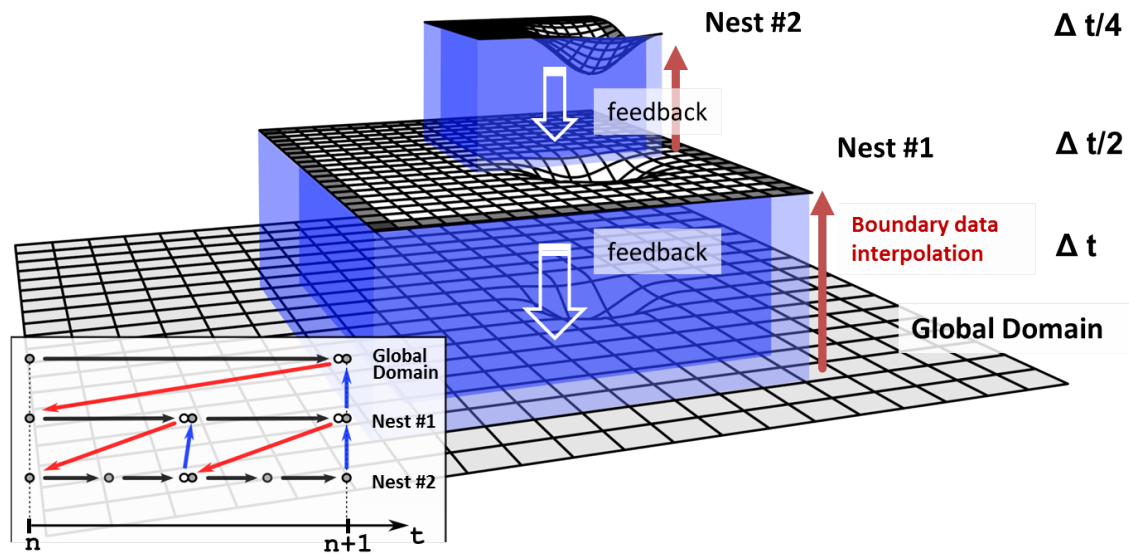 Nest #2
Δ t/4
feedback
Nest #1
Δ t/2
Boundary data
interpolation
feedback
Δ t
Global Domain
Global
Domain
Nest #1
Nest #2
n
n+1
t